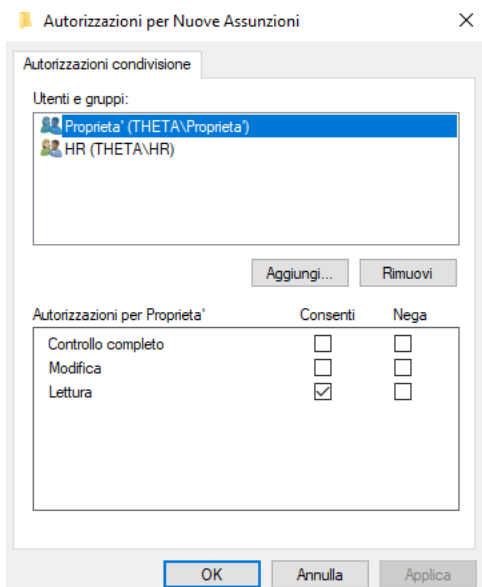 Autorizzazioni per Nuove Assunzioni
Autorizzazioni condivisione
Utenti e gruppi:
Proprieta' (THETA\Proprieta')
HR (THETA\HR)
Aggiungi... Rimuovi
Autorizzazioni per Proprieta' Consenti Nega
Controllo completo
Modifica
Lettura
OK Annulla Applica